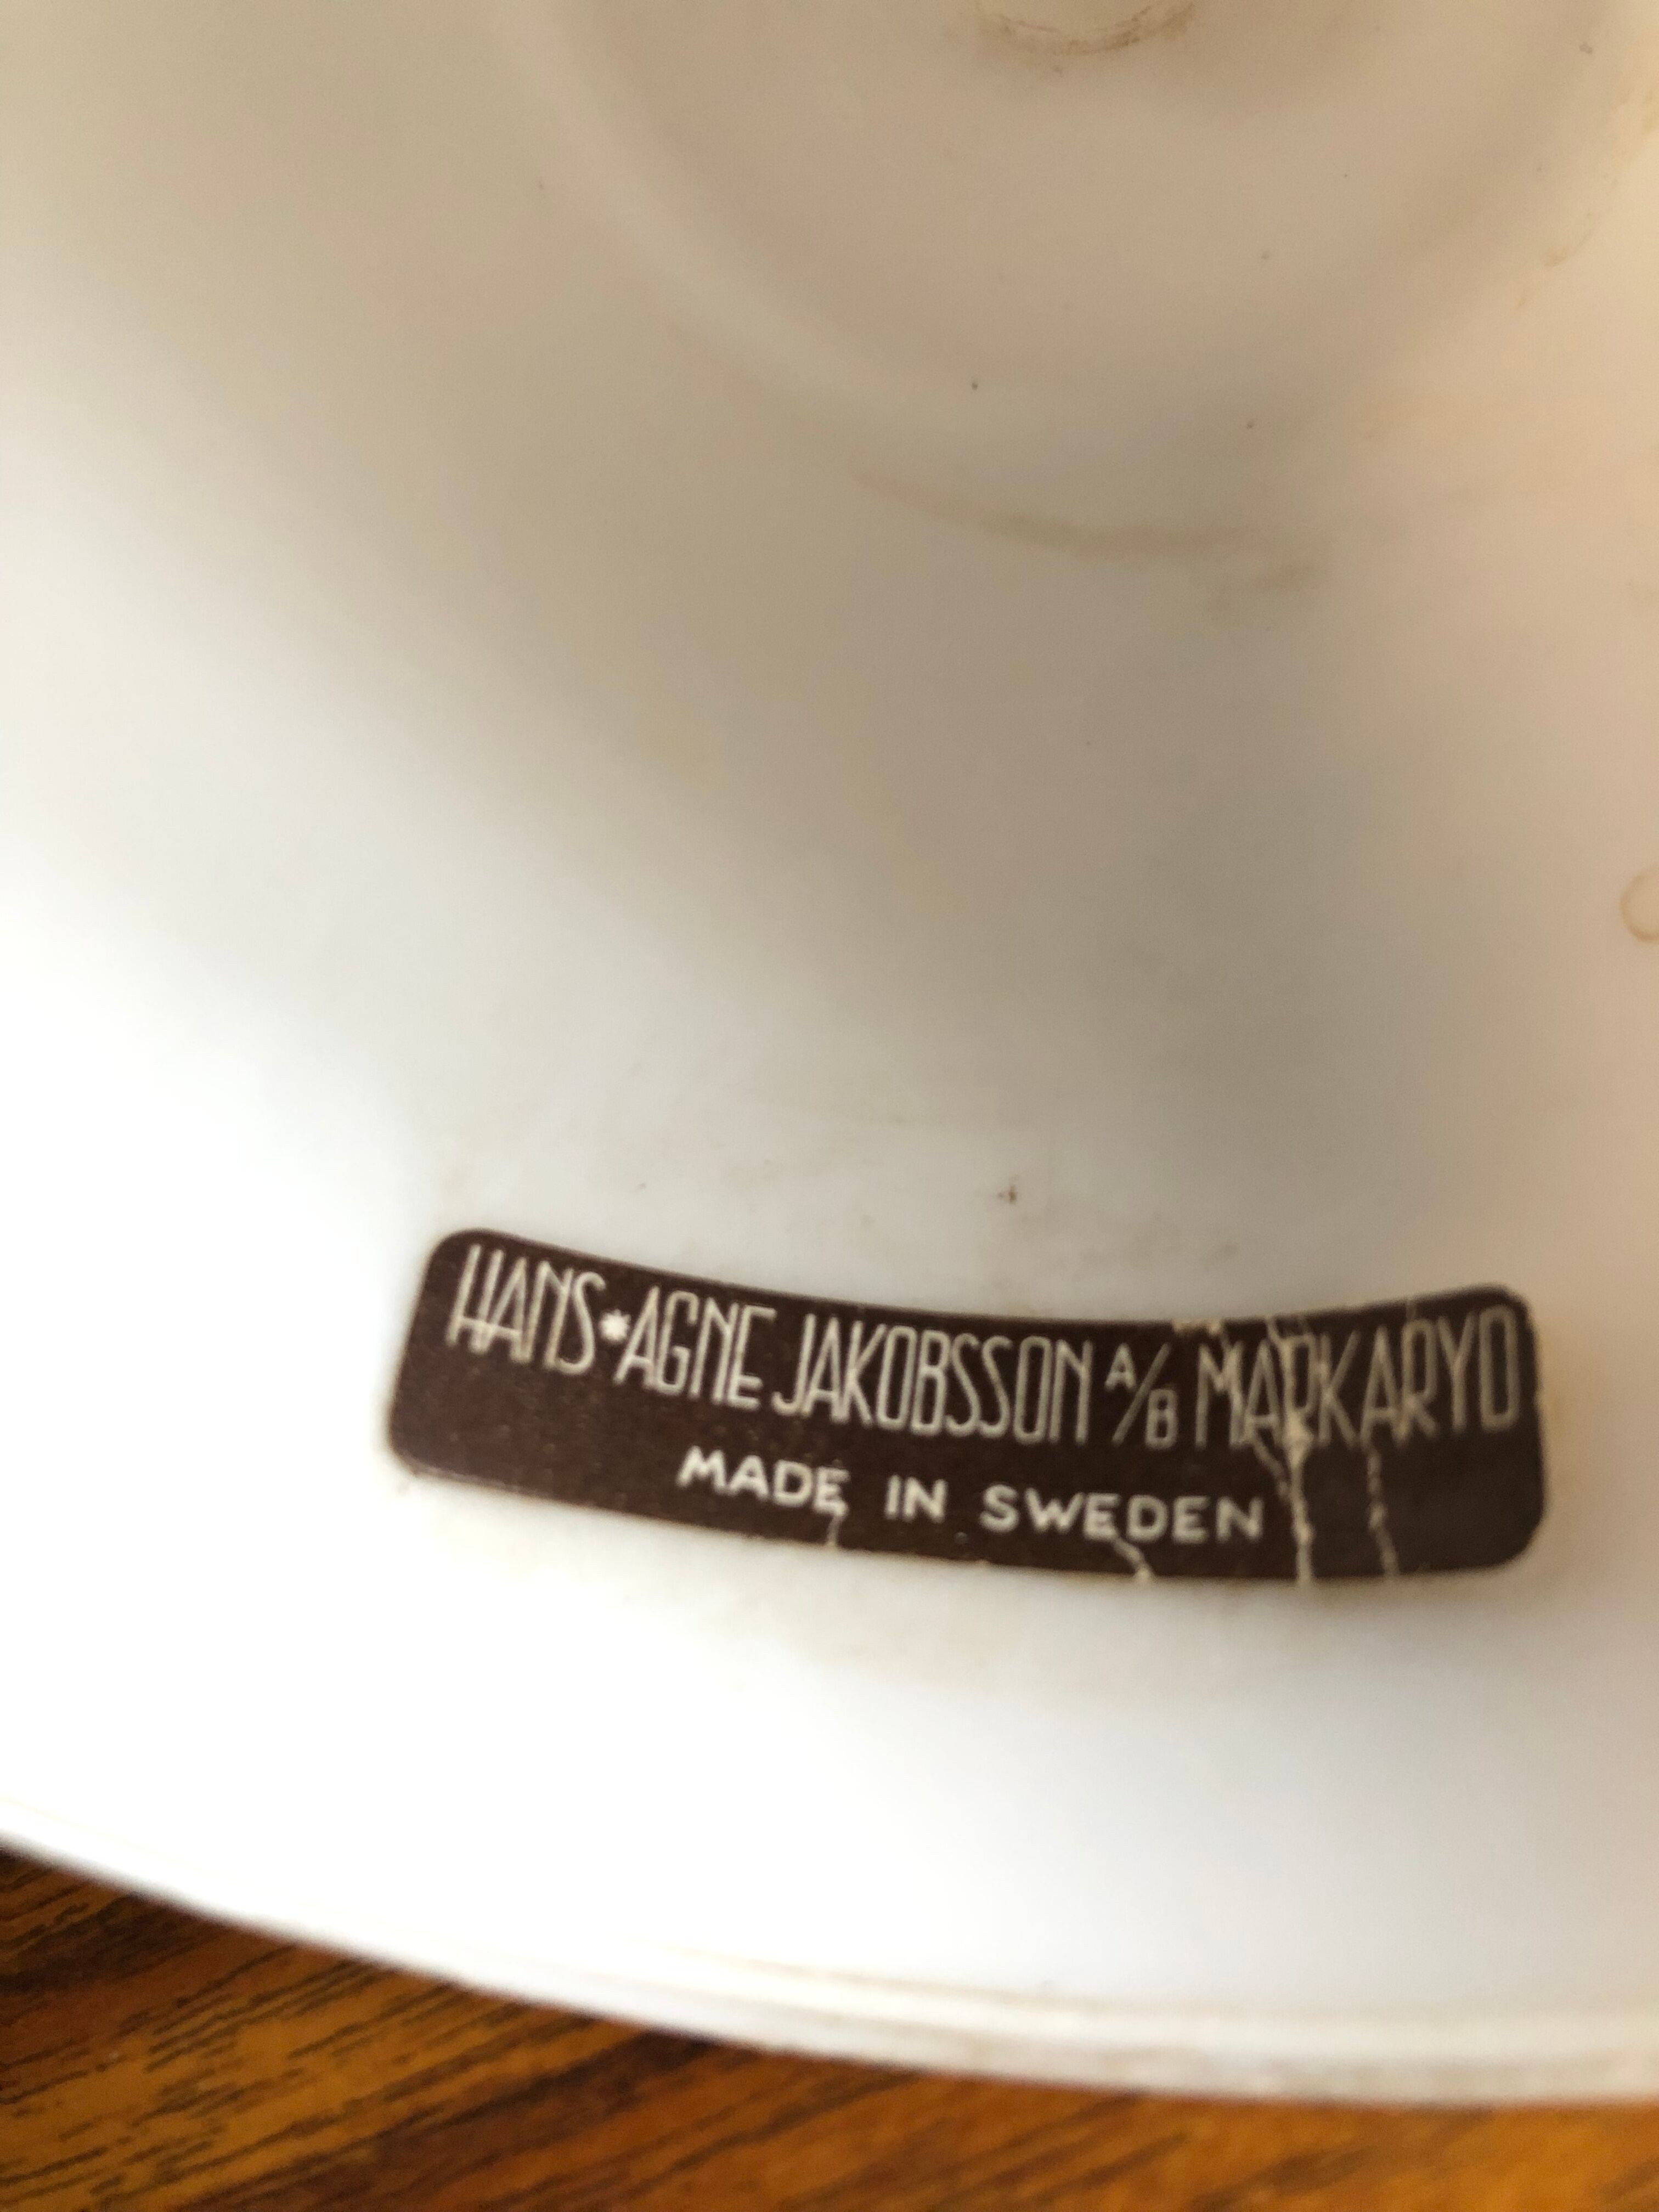 HANS*AGNE JAKOBSSON A/B MARKARYD
MADE IN SWEDEN